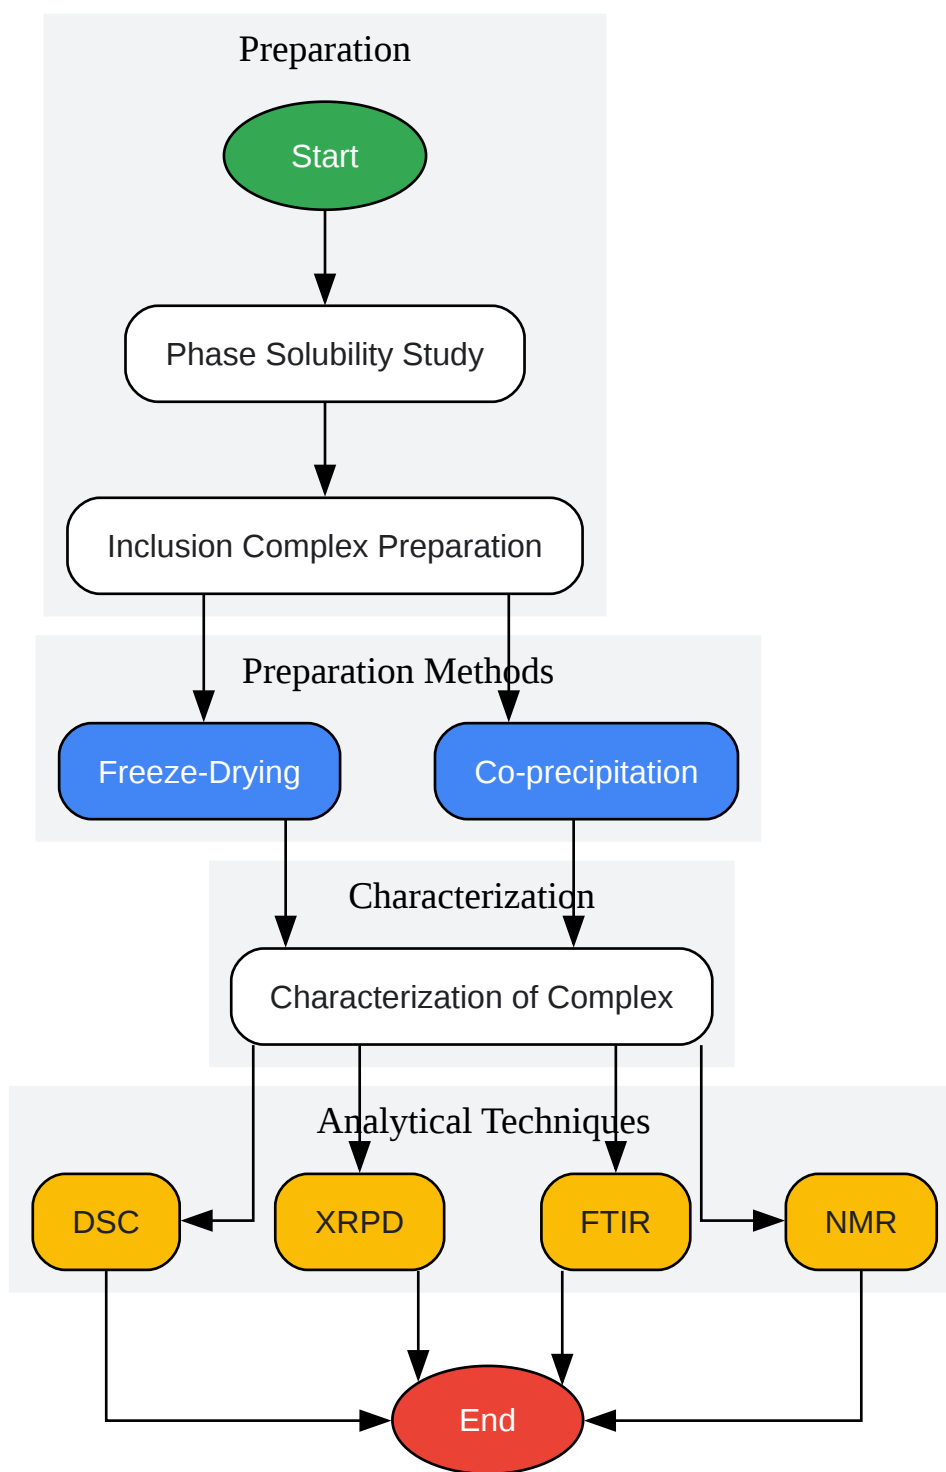 Preparation
Start
Phase Solubility Study
Inclusion Complex Preparation
Preparation Methods
Freeze-Drying
Co-precipitation
Characterization
Characterization of Complex
Analytical Techniques
DSC
XRPD
FTIR
NMR
End